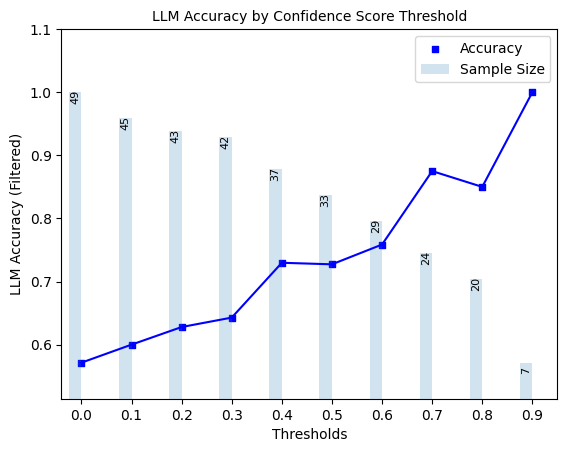 LLM Accuracy by Confidence Score Threshold
1.1
1.0
0.9
0.8
0.7
0.6
LLM Accuracy (Filtered)
Accuracy
Sample Size
49
45
43
42
37
33
29
24
20
7
0.0 0.1 0.2 0.3 0.4 0.5 0.6 0.7 0.8 0.9
Thresholds